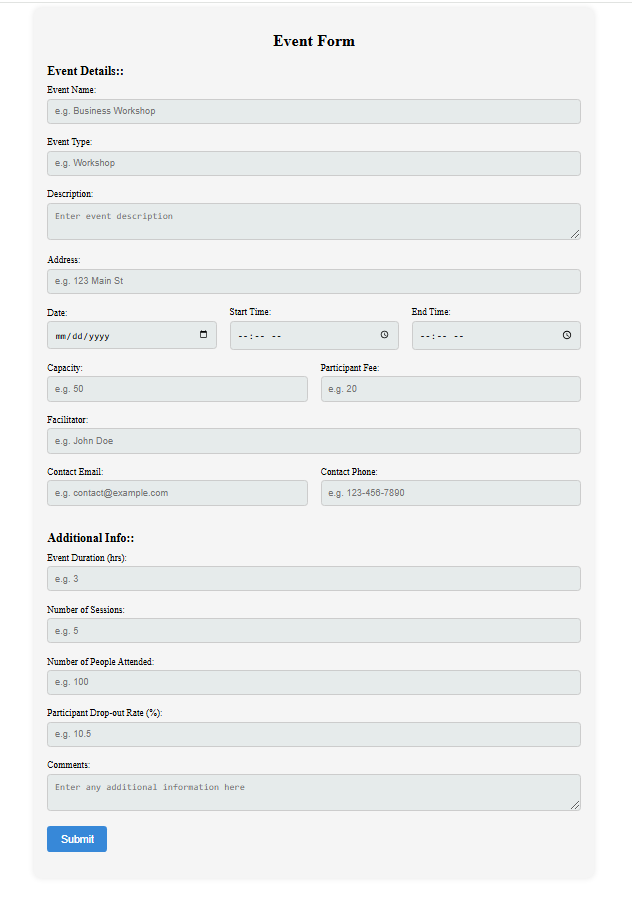 Event Form
Event Details::
Event Name:
e.g. Business Workshop
Event Type:
e.g. Workshop
Description:
Enter event description
Address:
e.g. 123 Main St
Date: Start Time: End Time:
mm/dd/yyyy --:-- -- --:-- --
Capacity: Participant Fee:
e.g. 50 e.g. 20
Facilitator:
e.g. John Doe
Contact Email: Contact Phone:
e.g. contact@example.com e.g. 123-456-7890
Additional Info::
Event Duration (hrs):
e.g. 3
Number of Sessions:
e.g. 5
Number of People Attended:
e.g. 100
Participant Drop-out Rate (%):
e.g. 10.5
Comments:
Enter any additional information here
Submit